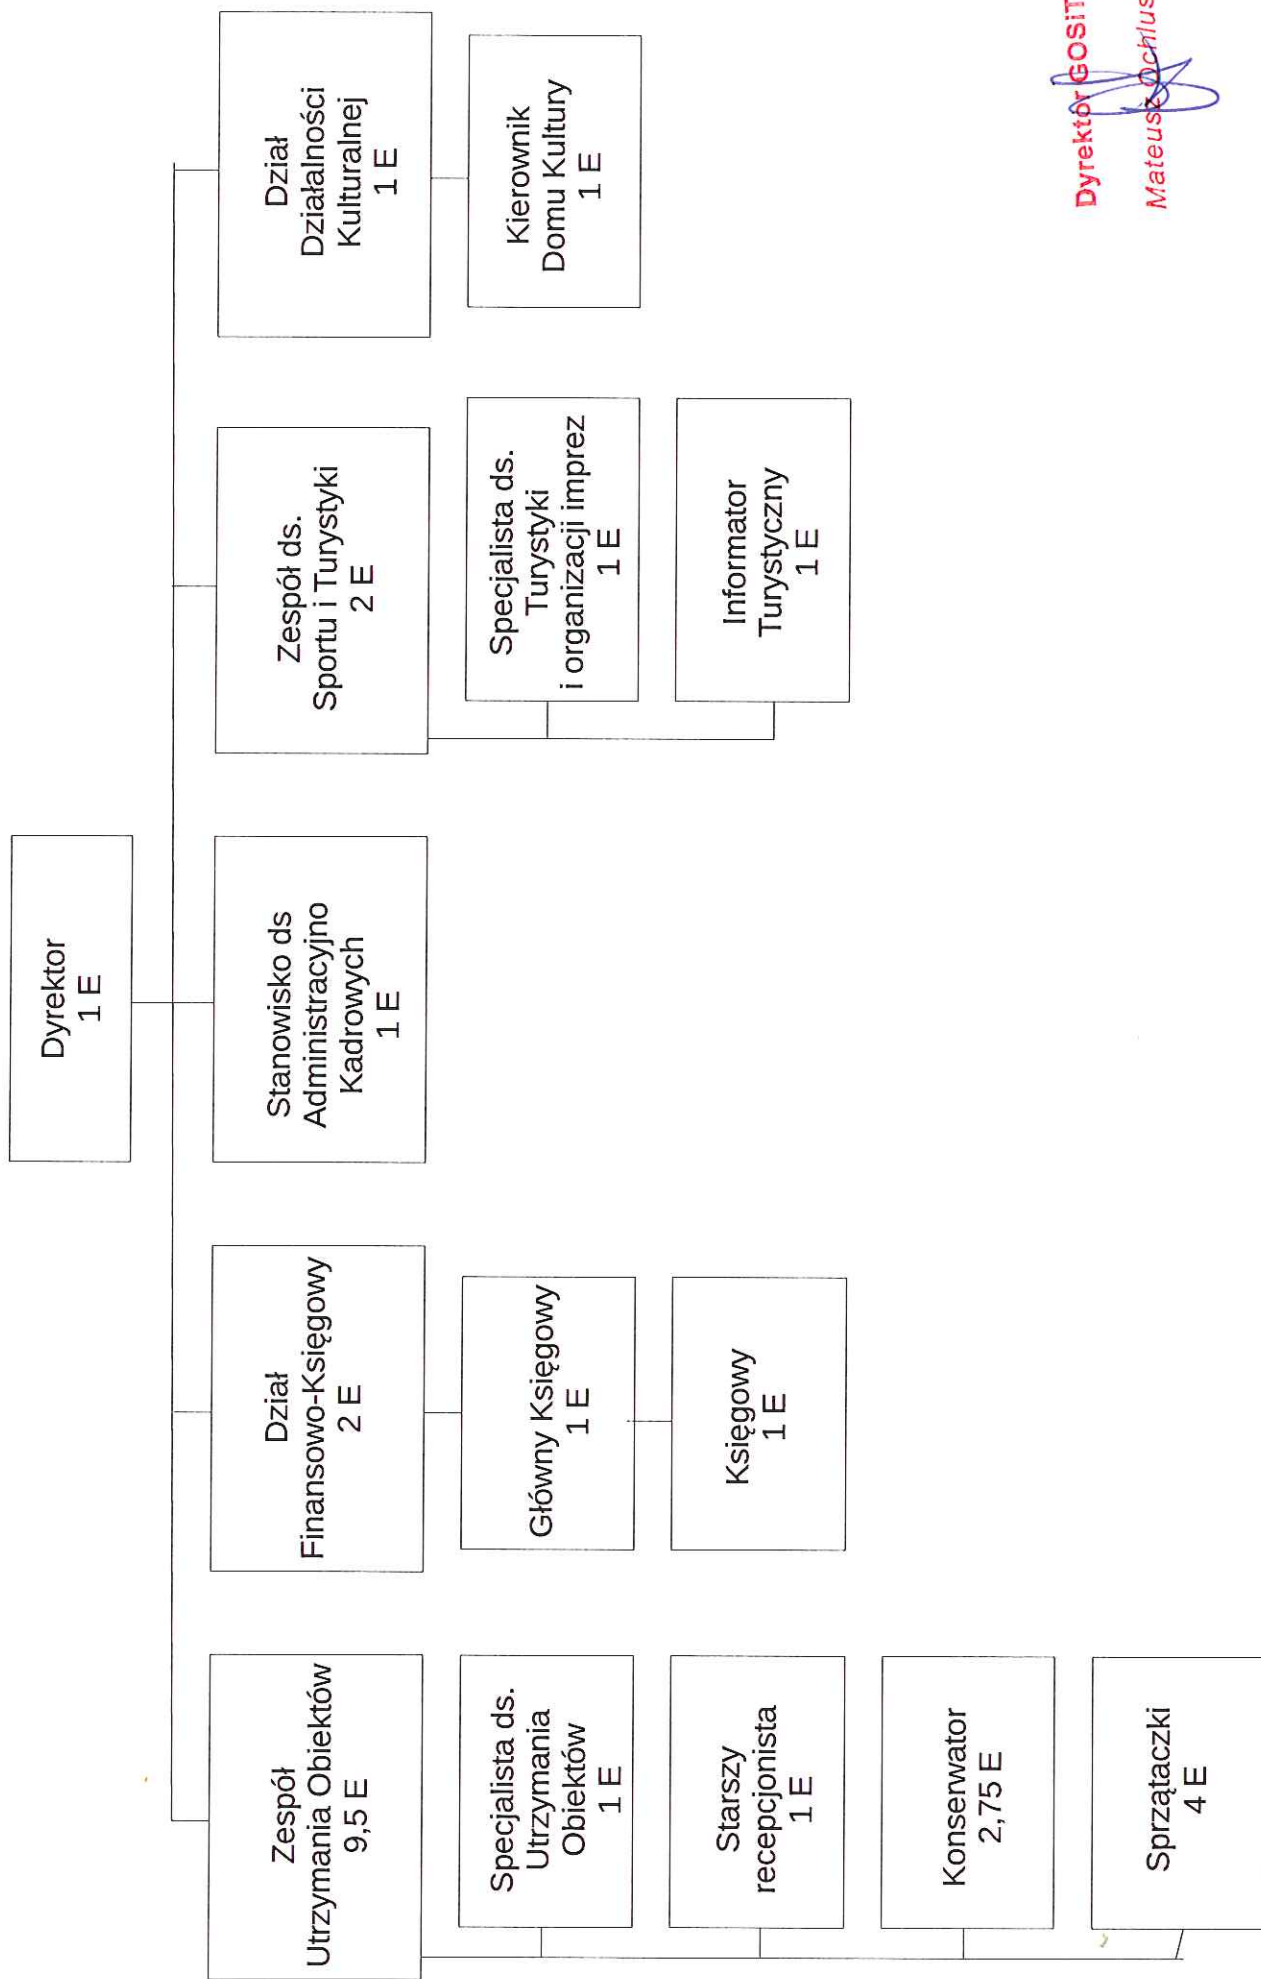 Dyrektor
1 E
Zespół
Utrzymania Obiektów
9,5 E
Dział
Finansowo-Księgowy
2 E
Stanowisko ds
Administracyjno
Kadrowych
1 E
Zespół ds.
Sportu i Turystyki
2 E
Dział
Działalności
Kulturalnej
1 E
Specjalista ds.
Utrzymania
Obiektów
1 E
Starszy
recepcjonista
1 E
Konserwator
2,75 E
Sprzątaczki
4 E
Główny Księgowy
1 E
Księgowy
1 E
Specjalista ds.
Turystyki
i organizacji imprez
1 E
Informator
Turystyczny
1 E
Kierownik
Domu Kultury
1 E
Dyrektor GOSiT
Mateusz Ochlus